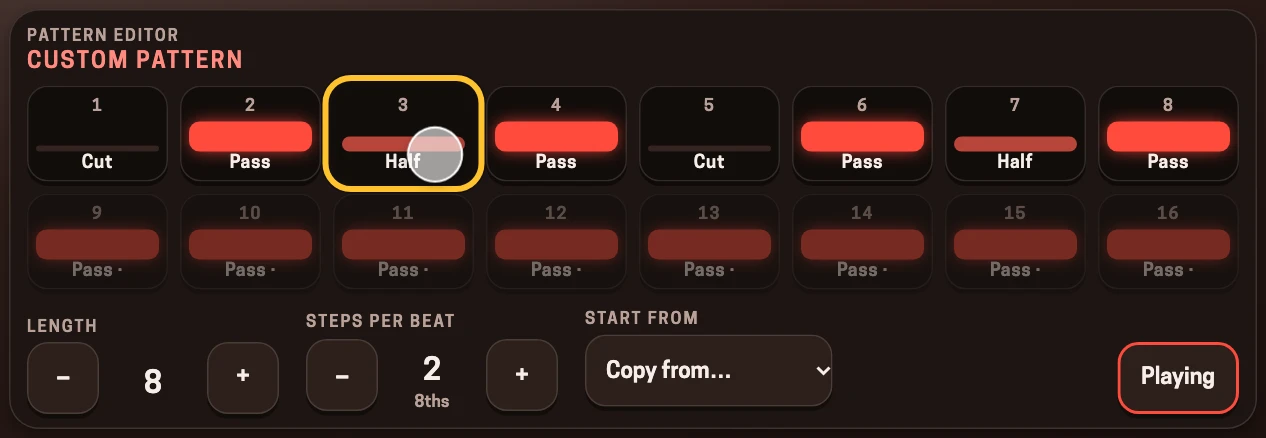 PATTERN EDITOR
CUSTOM PATTERN
1 2 3 4 5 6 7 8
Cut Pass Half Pass Cut Pass Half Pass
9 10 11 12 13 14 15 16
Pass · Pass · Pass · Pass · Pass · Pass · Pass · Pass ·
LENGTH STEPS PER BEAT START FROM
− 8 + − 2 + Copy from... Playing
8ths